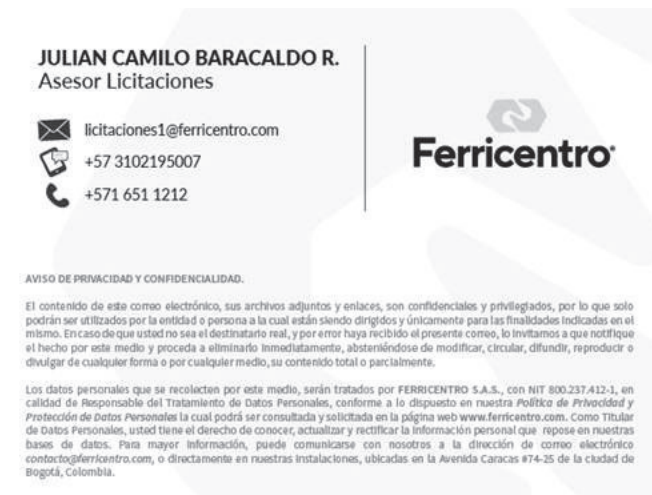 JULIAN CAMILO BARACALDO R.
Asesor Licitaciones
licitaciones1@ferricentro.com
+57 3102195007
+571 651 1212
Ferricentro
AVISO DE PRIVACIDAD Y CONFIDENCIALIDAD.
El contenido de este correo electrónico, sus archivos adjuntos y enlaces, son confidenciales y privilegiados, por lo que solo
podrán ser utilizados por la entidad o persona a la cual están siendo dirigidos y únicamente para las finalidades indicadas en el
mismo. En caso de que usted no sea el destinatario real, y por error haya recibido el presente correo, lo invitamos a que notifique
el hecho por este medio y proceda a eliminarlo inmediatamente, absteniéndose de modificar, circular, difundir, reproducir o
divulgar de cualquier forma o por cualquier medio, su contenido total o parcialmente.
Los datos personales que se recolecten por este medio, serán tratados por FERRICENTRO S.A.S., con NIT 800.237.412-1, en
calidad de Responsable del Tratamiento de Datos Personales, conforme a lo dispuesto en nuestra Política de Privacidad y
Protección de Datos Personales la cual podrá ser consultada y solicitada en la página web www.ferricentro.com. Como Titular
de Datos Personales, usted tiene el derecho de conocer, actualizar y rectificar la información personal que repose en nuestras
bases de datos. Para mayor información, puede comunicarse con nosotros a la dirección de correo electrónico
contacto@ferricentro.com, o directamente en nuestras instalaciones, ubicadas en la Avenida Caracas #74-25 de la ciudad de
Bogotá, Colombia.